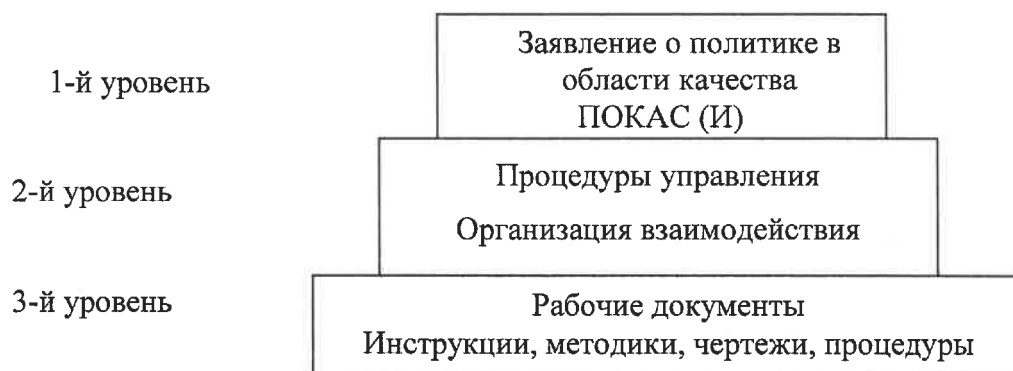 1-й уровень
Заявление о политике в
области качества
ПОКАС (И)
2-й уровень
Процедуры управления
Организация взаимодействия
3-й уровень
Рабочие документы
Инструкции, методики, чертежи, процедуры